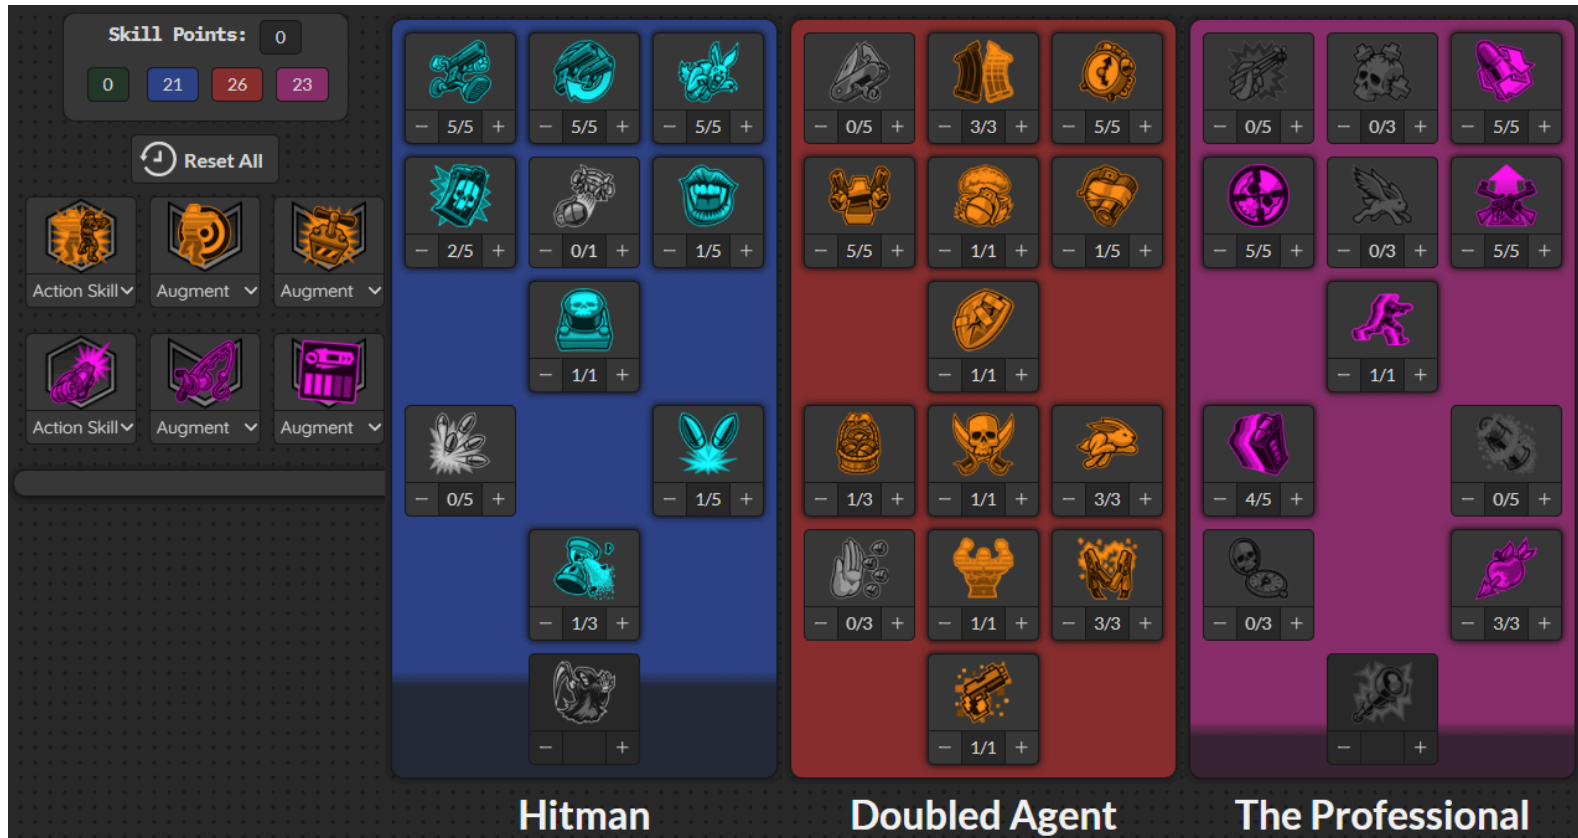 Skill Points: 0
0 21 26 23
Reset All
Action Skill Augment Augment
Action Skill Augment Augment
− 5/5 + − 5/5 + − 5/5 +
− 2/5 + − 0/1 + − 1/5 +
− 1/1 +
− 0/5 + − 1/5 +
− 1/3 +
− +
Hitman
− 0/5 + − 3/3 + − 5/5 +
− 5/5 + − 1/1 + − 1/5 +
− 1/1 +
− 1/3 + − 1/1 + − 3/3 +
− 0/3 + − 1/1 + − 3/3 +
− 1/1 +
Doubled Agent
− 0/5 + − 0/3 + − 5/5 +
− 5/5 + − 0/3 + − 5/5 +
− 1/1 +
− 4/5 + − 0/5 +
− 0/3 + − 3/3 +
− +
The Professional